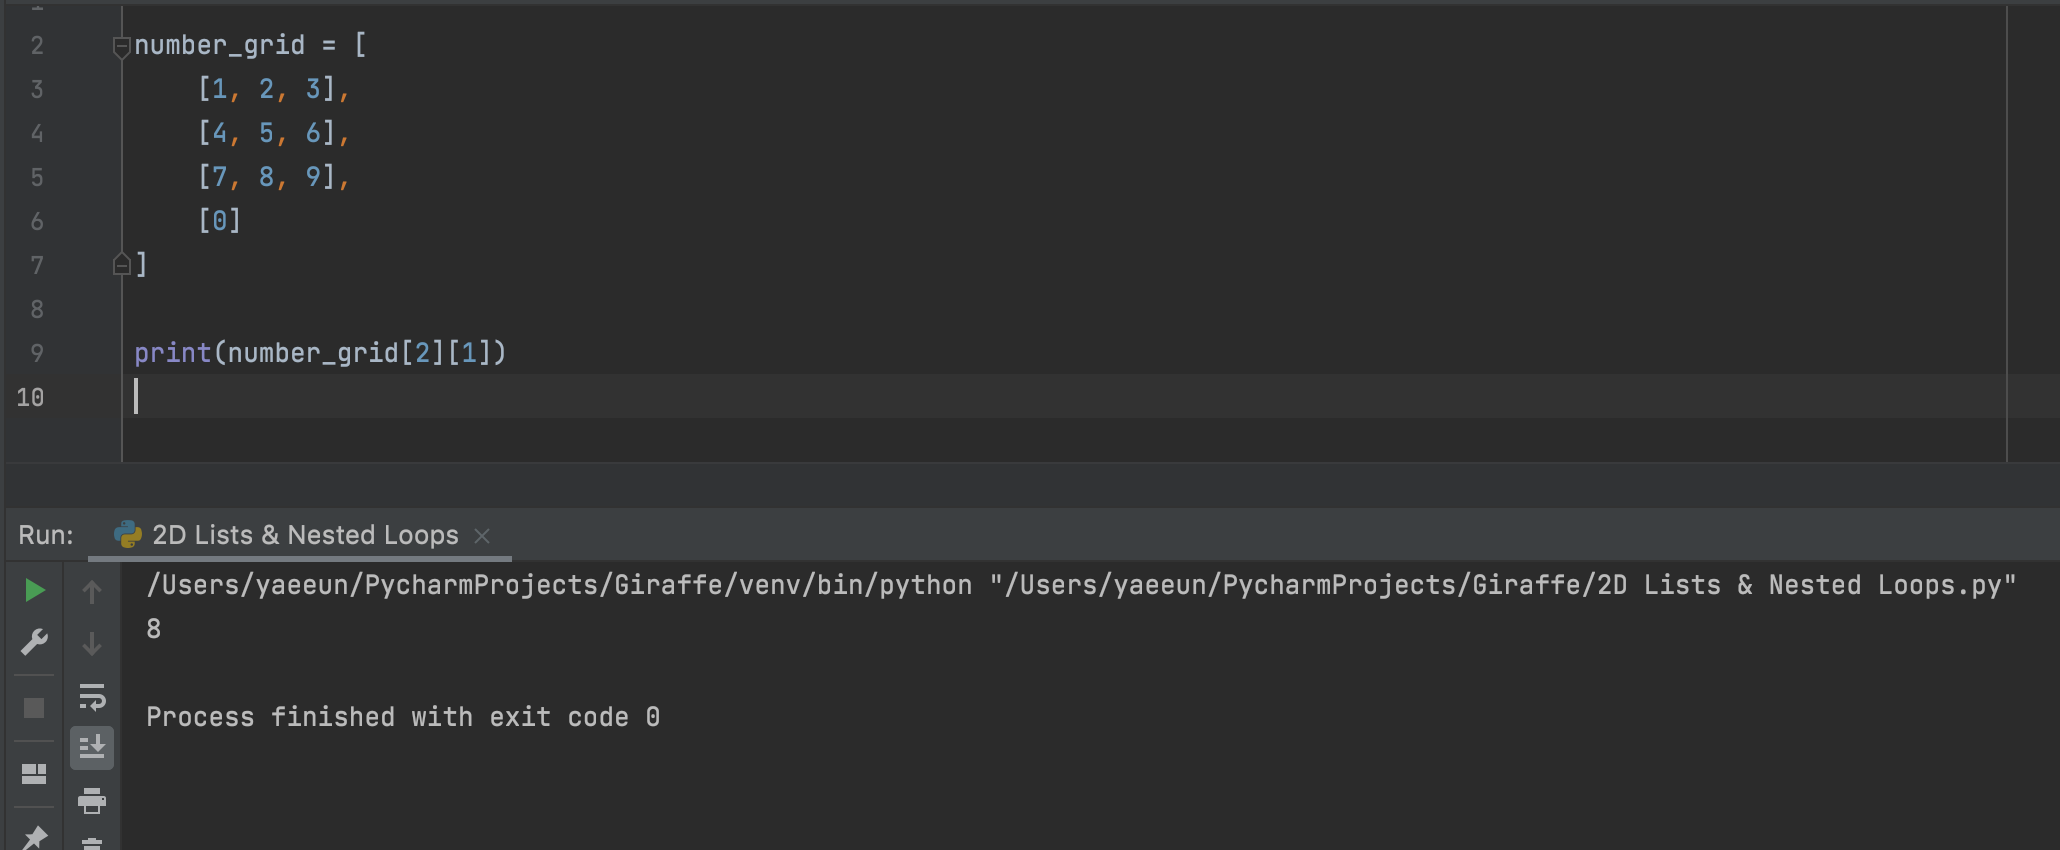 2 number_grid = [
3     [1, 2, 3],
4     [4, 5, 6],
5     [7, 8, 9],
6     [0]
7 ]
8
9 print(number_grid[2][1])
10
Run: 2D Lists & Nested Loops ×
/Users/yaeeun/PycharmProjects/Giraffe/venv/bin/python "/Users/yaeeun/PycharmProjects/Giraffe/2D Lists & Nested Loops.py"
8
Process finished with exit code 0